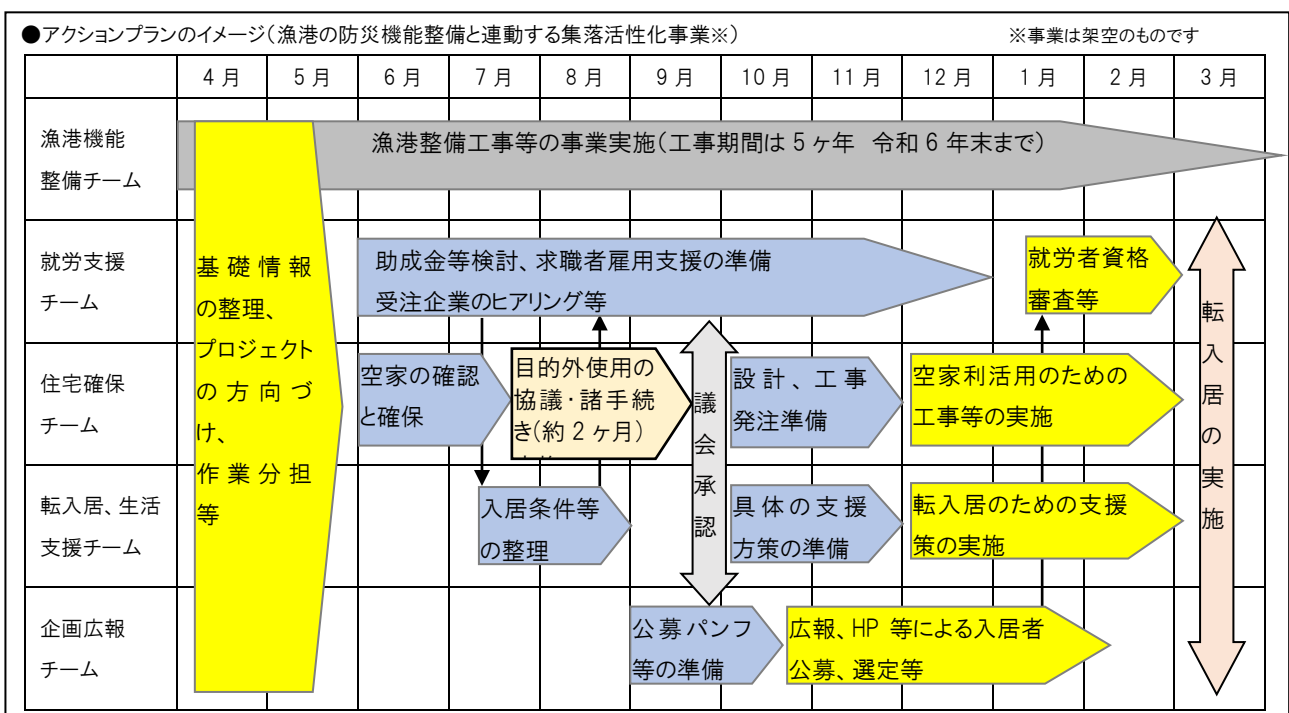 ●アクションプランのイメージ（漁港の防災機能整備と連動する集落活性化事業※）
※事業は架空のものです
4月 5月 6月 7月 8月 9月 10月 11月 12月 1月 2月 3月
漁港機能
整備チーム
漁港整備工事等の事業実施（工事期間は5ヶ年 令和6年末まで）
基礎情報
の整理、
プロジェクト
の方向づ
け、
作業分担
等
就労支援
チーム
助成金等検討、求職者雇用支援の準備
受注企業のヒアリング等
就労者資格
審査等
住宅確保
チーム
空家の確認
と確保
目的外使用の
協議・諸手続
き(約2ヶ月)
議会承認
設計、工事
発注準備
空家利活用のための
工事等の実施
転入居、生活
支援チーム
入居条件等
の整理
具体の支援
方策の準備
転入居のための支援
策の実施
転入居の実施
企画広報
チーム
公募パンフ
等の準備
広報、HP等による入居者
公募、選定等